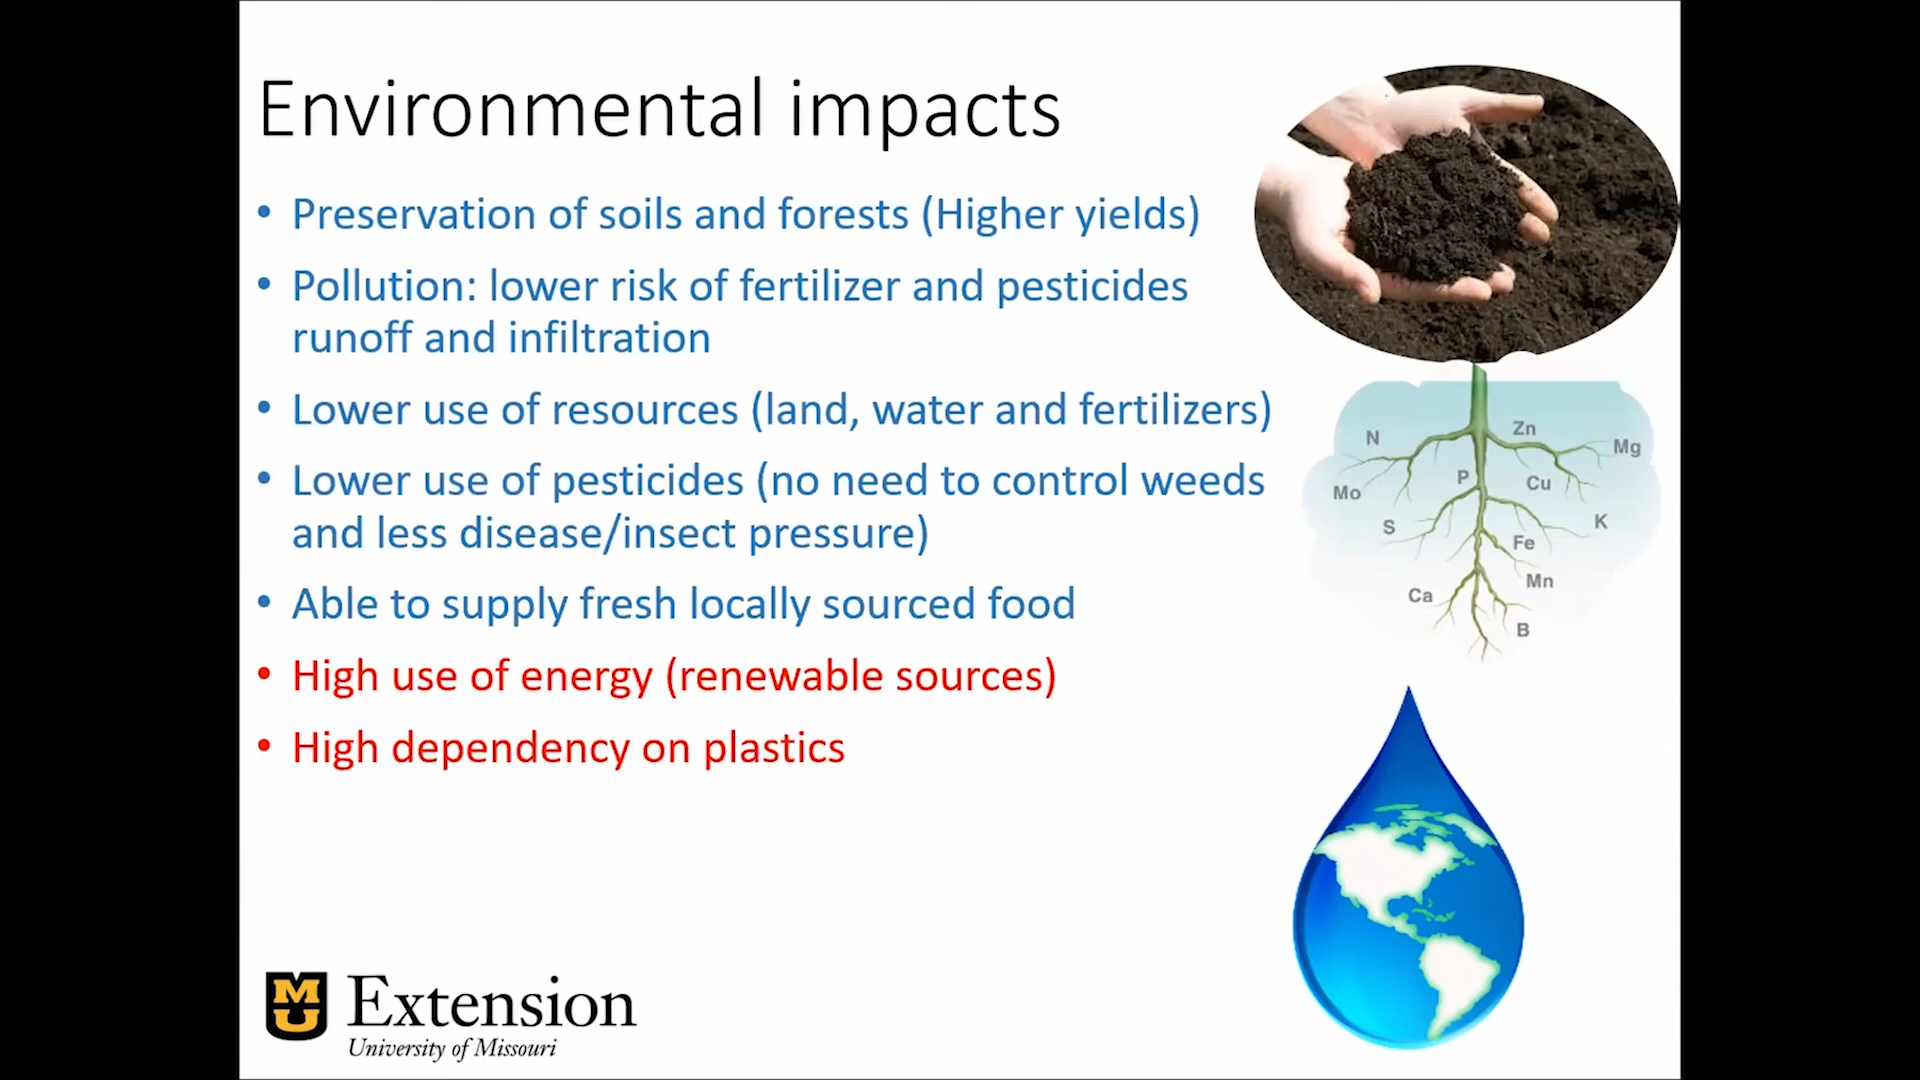 Environmental impacts
• Preservation of soils and forests (Higher yields)
• Pollution: lower risk of fertilizer and pesticides
runoff and infiltration
• Lower use of resources (land, water and fertilizers)
• Lower use of pesticides (no need to control weeds
and less disease/insect pressure)
• Able to supply fresh locally sourced food
• High use of energy (renewable sources)
• High dependency on plastics
N
Zn
Mg
P
Cu
Mo
S
K
Fe
Mn
Ca
B
MU
Extension
University of Missouri